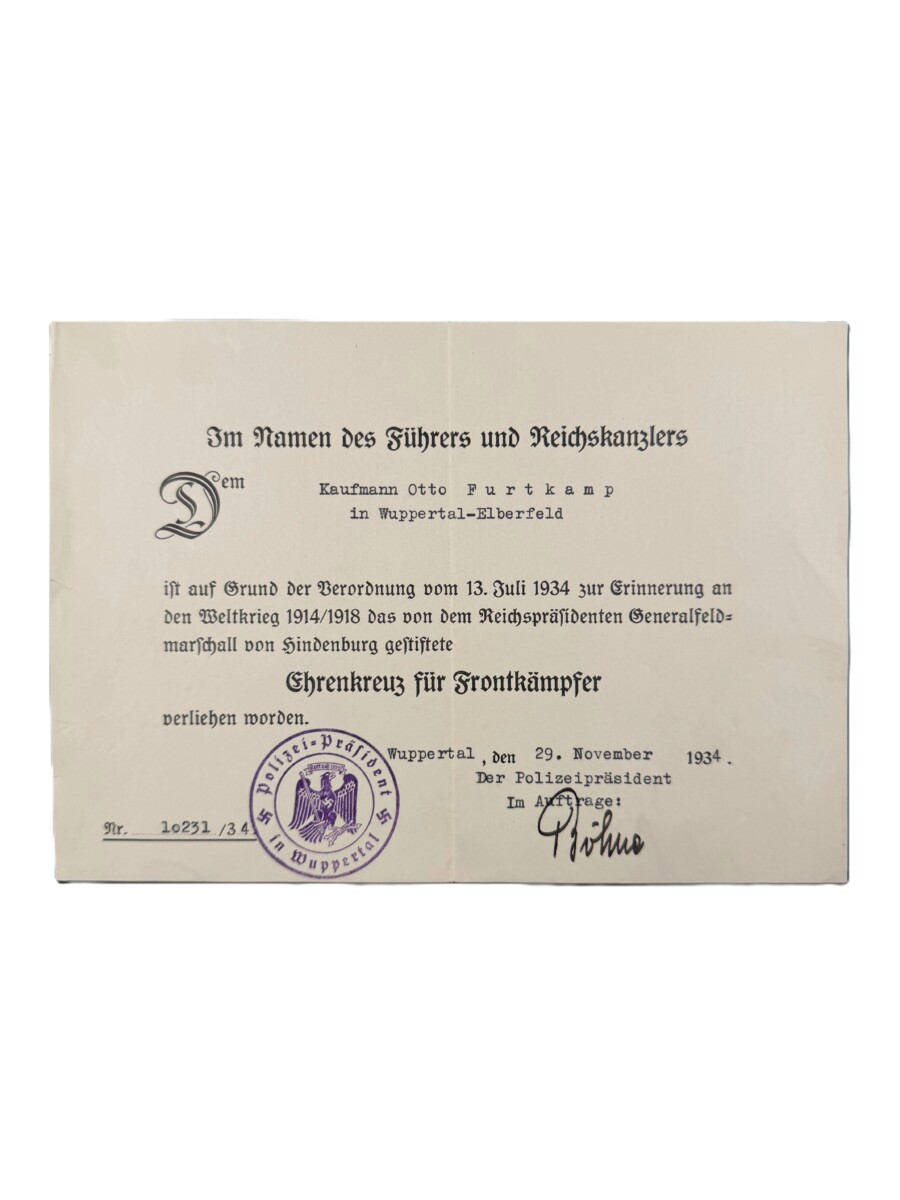 Im Namen des Führers und Reichskanzlers
Dem Kaufmann Otto Furtkamp
in Wuppertal-Elberfeld
ist auf Grund der Verordnung vom 13. Juli 1934 zur Erinnerung an
den Weltkrieg 1914/1918 das von dem Reichspräsidenten Generalfeld=
marschall von Hindenburg gestiftete
Ehrenkreuz für Frontkämpfer
verliehen worden.
Wuppertal, den 29. November 1934.
Der Polizeipräsident
Im Auftrage:
Böhne
Nr. 10231/34.
Polizei=Präsident
in Wuppertal